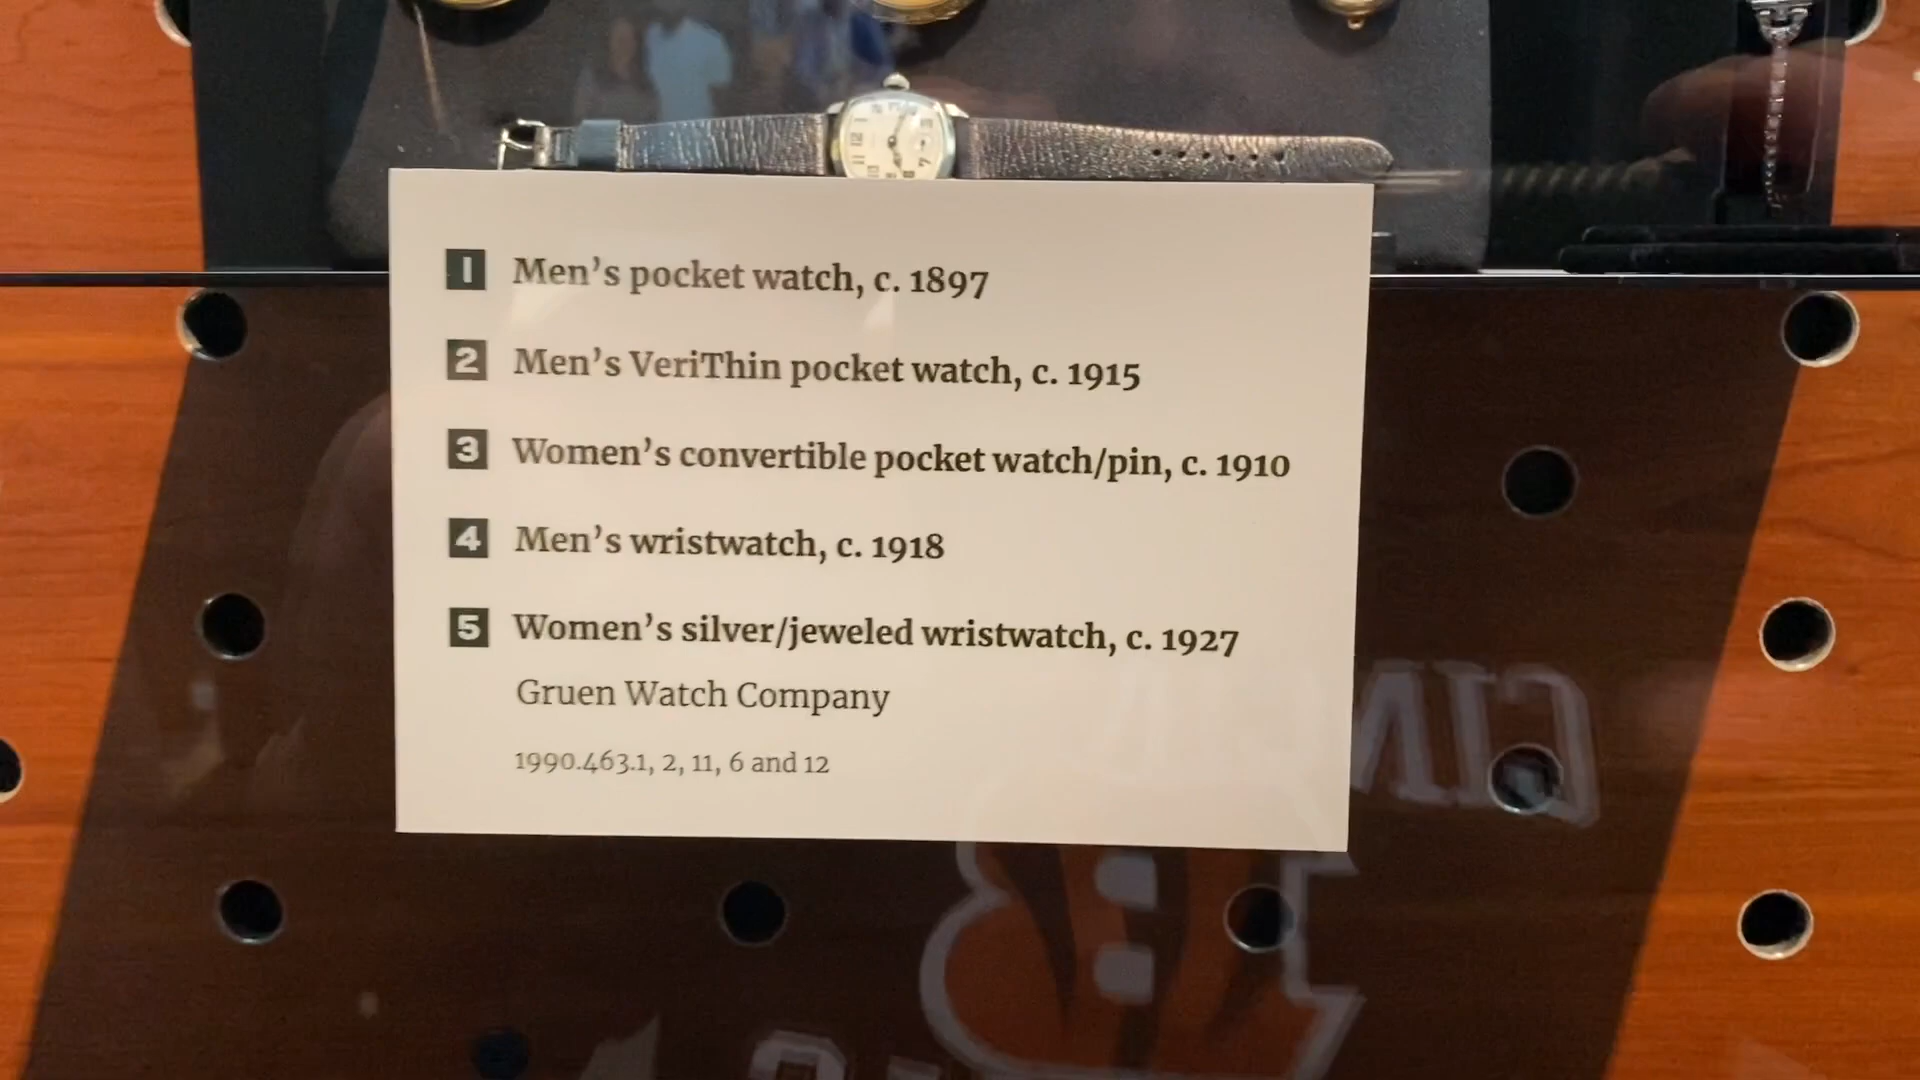 1 Men's pocket watch, c. 1897
2 Men's VeriThin pocket watch, c. 1915
3 Women's convertible pocket watch/pin, c. 1910
4 Men's wristwatch, c. 1918
5 Women's silver/jeweled wristwatch, c. 1927
Gruen Watch Company
1990.463.1, 2, 11, 6 and 12